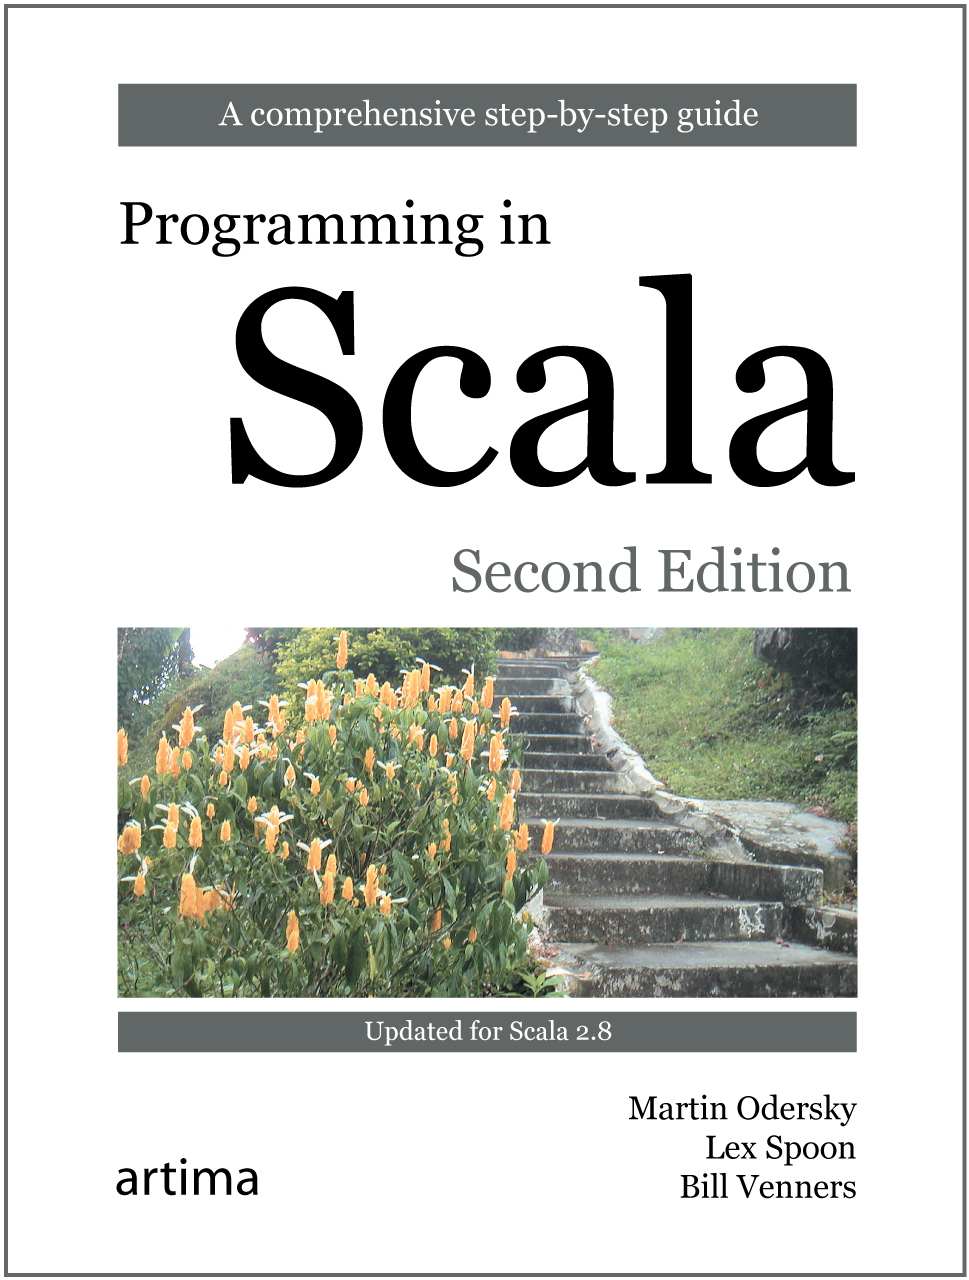 A comprehensive step-by-step guide
Programming in
Scala
Second Edition
Updated for Scala 2.8
Martin Odersky
Lex Spoon
Bill Venners
artima